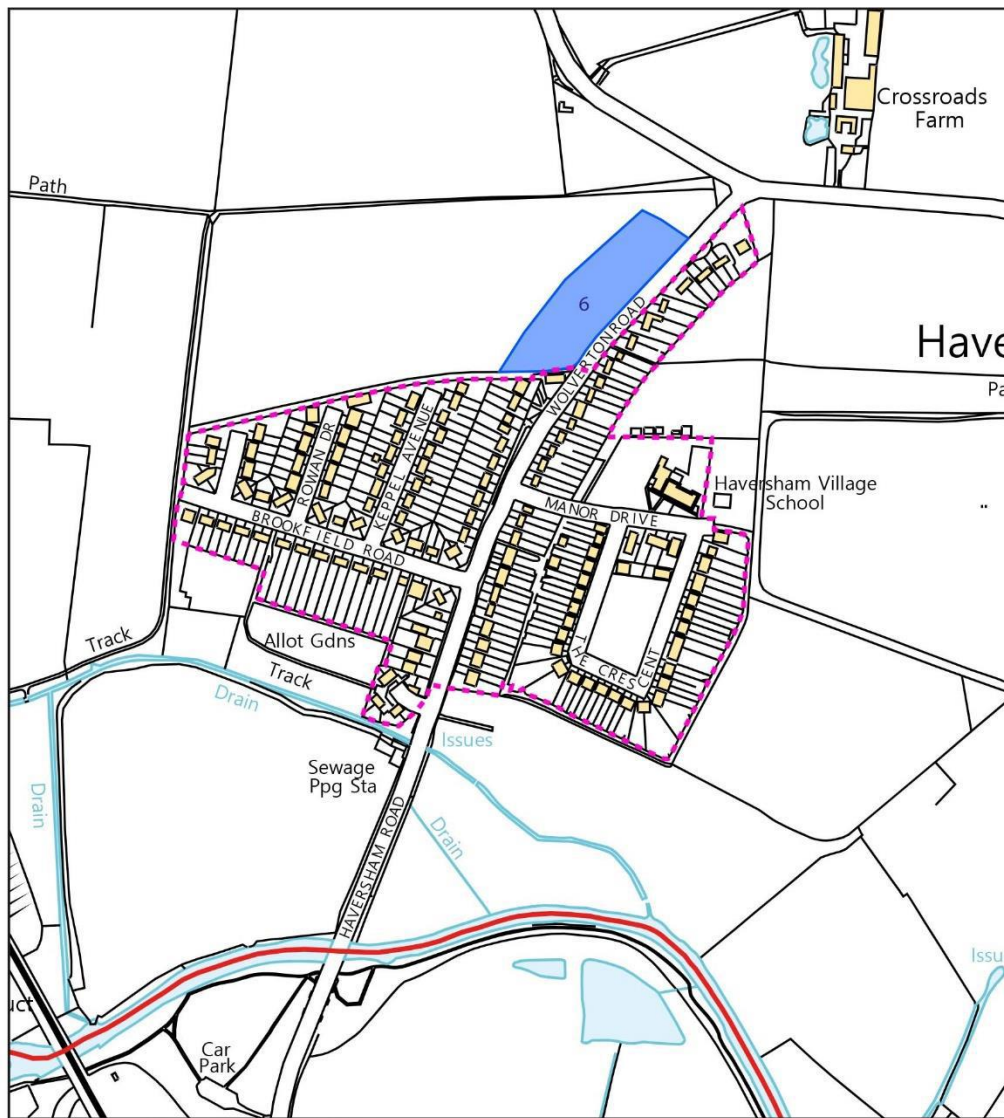 Crossroads
Farm
Path
6
WOLVERTON ROAD
Have
Pa
ROWAN DR
KEPPEL AVENUE
Haversham Village
School
MANOR DRIVE
BROOKFIELD ROAD
THE CRESCENT
Allot Gdns
Track
Track
Drain
Issues
Sewage
Ppg Sta
Drain
Drain
HAVERSHAM ROAD
Issu
uct
Car
Park